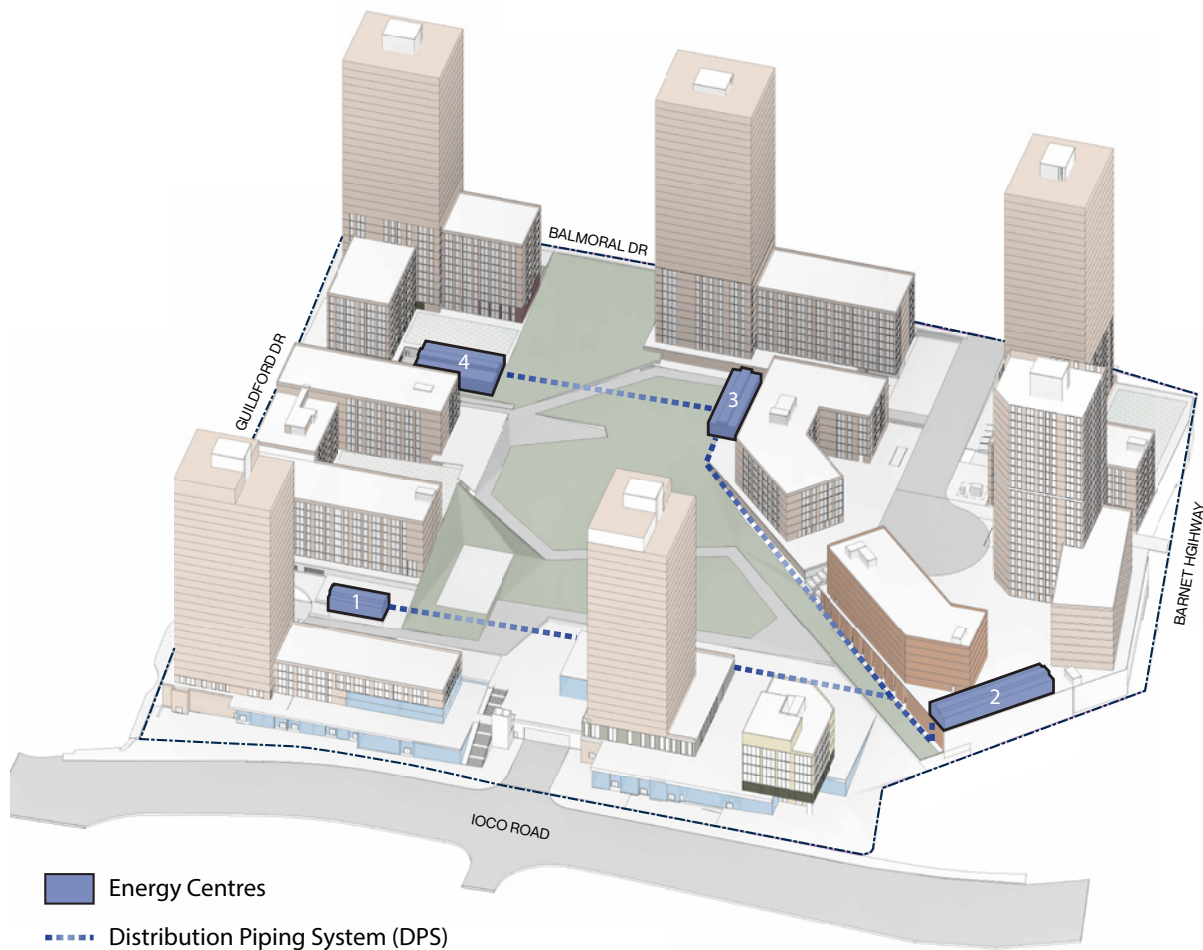 BALMORAL DR
GUILDFORD DR
4
3
1
2
BARNET HGIHWAY
IOCO ROAD
Energy Centres
Distribution Piping System (DPS)